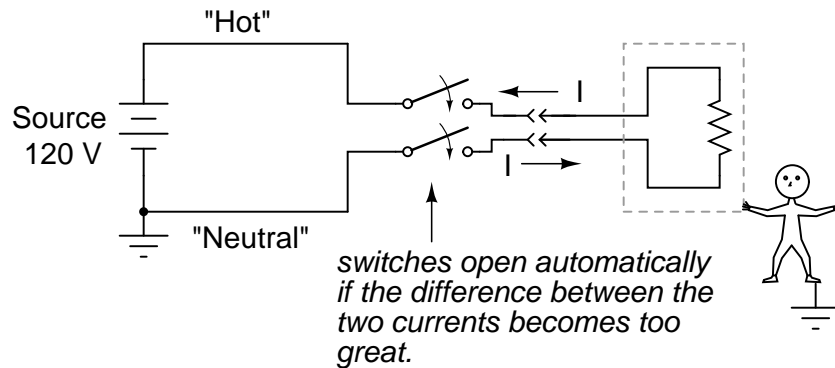 "Hot"
I
Source
120 V
I
"Neutral"
switches open automatically
if the difference between the
two currents becomes too
great.